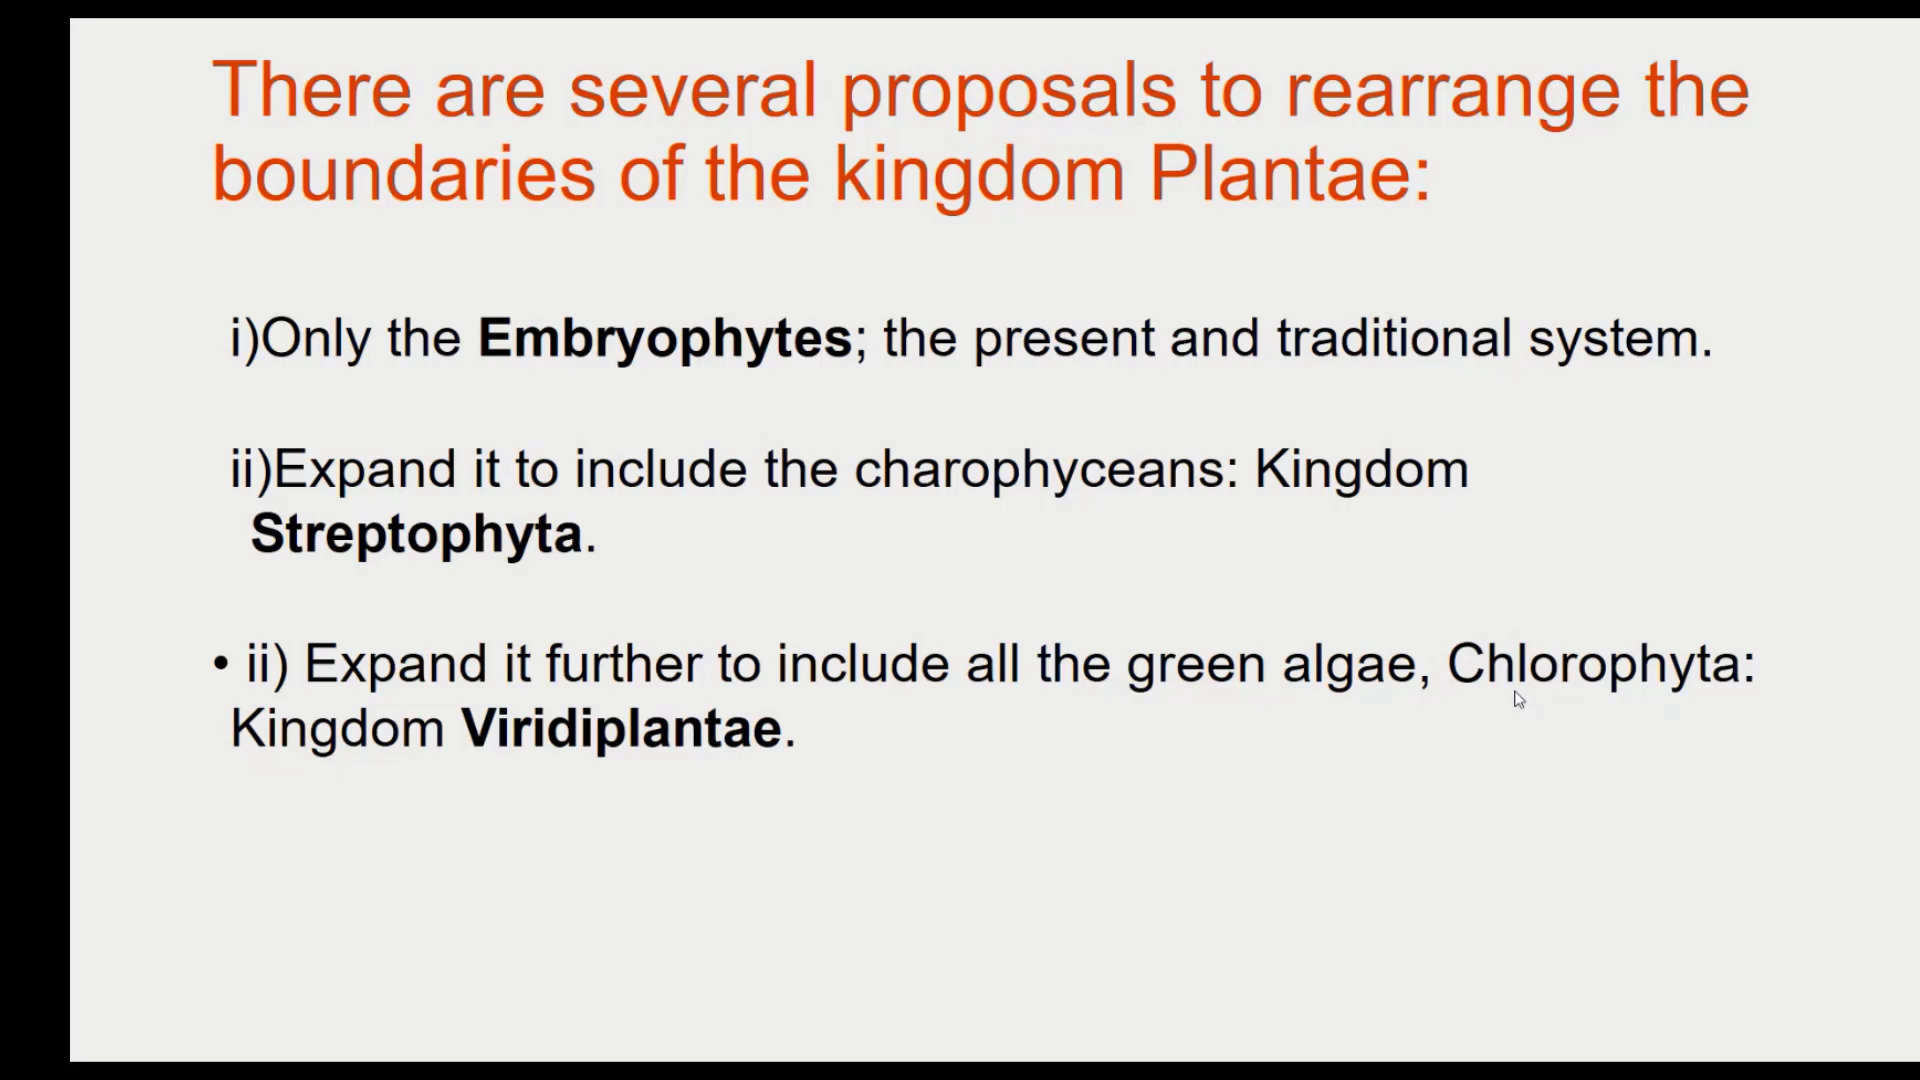 There are several proposals to rearrange the
boundaries of the kingdom Plantae:
i)Only the Embryophytes; the present and traditional system.
ii)Expand it to include the charophyceans: Kingdom
Streptophyta.
• ii) Expand it further to include all the green algae, Chlorophyta:
Kingdom Viridiplantae.